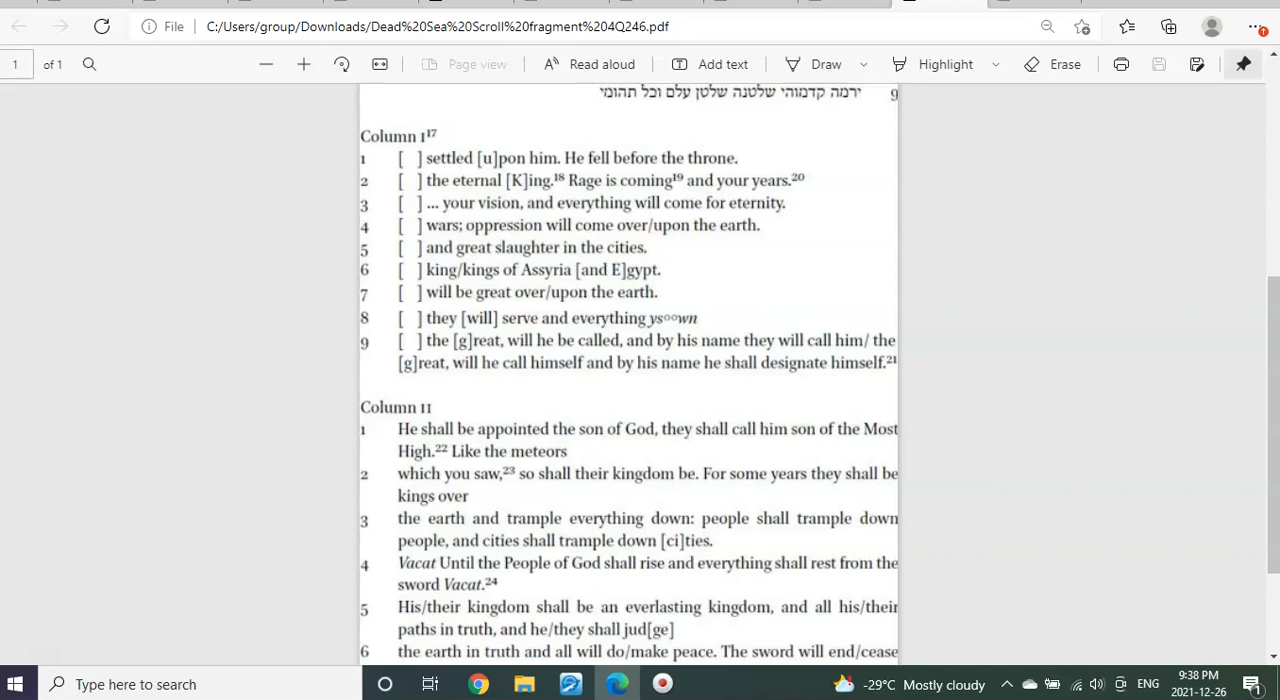 File C:/Users/group/Downloads/Dead%20Sea%20Scroll%20fragment%204Q246.pdf
1 of 1 Page view Read aloud Add text Draw Highlight Erase
ירמה קדמוהי שלטנה שלטן עלם וכל תהומי 9
Column I¹⁷
1 [ ] settled [u]pon him. He fell before the throne.
2 [ ] the eternal [K]ing.¹⁸ Rage is coming¹⁹ and your years.²⁰
3 [ ] ... your vision, and everything will come for eternity.
4 [ ] wars; oppression will come over/upon the earth.
5 [ ] and great slaughter in the cities.
6 [ ] king/kings of Assyria [and E]gypt.
7 [ ] will be great over/upon the earth.
8 [ ] they [will] serve and everything ys°°wn
9 [ ] the [g]reat, will he be called, and by his name they will call him/ the
[g]reat, will he call himself and by his name he shall designate himself.²¹
Column II
1 He shall be appointed the son of God, they shall call him son of the Most
High.²² Like the meteors
2 which you saw,²³ so shall their kingdom be. For some years they shall be
kings over
3 the earth and trample everything down: people shall trample down
people, and cities shall trample down [ci]ties.
4 Vacat Until the People of God shall rise and everything shall rest from the
sword Vacat.²⁴
5 His/their kingdom shall be an everlasting kingdom, and all his/their
paths in truth, and he/they shall jud[ge]
6 the earth in truth and all will do/make peace. The sword will end/cease
Type here to search
-29°C Mostly cloudy
ENG
9:38 PM
2021-12-26
1